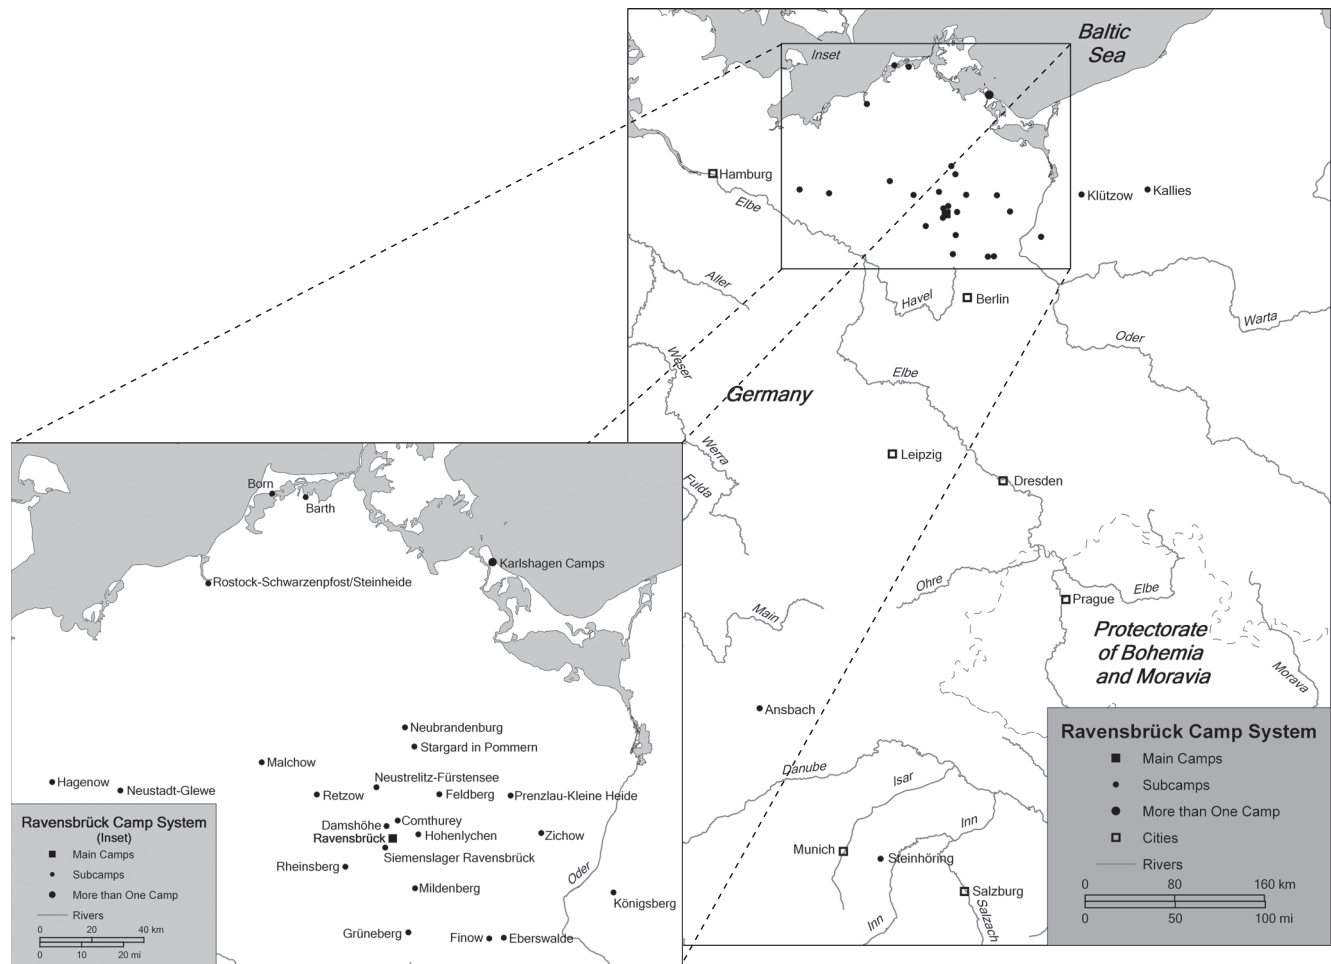 Baltic
Sea
Inset
Hamburg
Elbe
Klützow
Kallies
Aller
Havel
Berlin
Warta
Oder
Weser
Elbe
Germany
Werra
Leipzig
Fulda
Dresden
Ohre
Elbe
Prague
Main
Protectorate
of Bohemia
and Moravia
Morava
Ansbach
Danube
Isar
Inn
Munich
Steinhöring
Salzburg
Inn
Salzach
Ravensbrück Camp System
Main Camps
Subcamps
More than One Camp
Cities
Rivers
0 80 160 km
0 50 100 mi
Born
Barth
Karlshagen Camps
Rostock-Schwarzenpfost/Steinheide
Neubrandenburg
Stargard in Pommern
Malchow
Hagenow
Neustadt-Glewe
Neustrelitz-Fürstensee
Retzow
Feldberg
Prenzlau-Kleine Heide
Comthurey
Damshöhe
Ravensbrück
Hohenlychen
Zichow
Siemenslager Ravensbrück
Rheinsberg
Oder
Mildenberg
Königsberg
Grüneberg
Finow
Eberswalde
Ravensbrück Camp System
(Inset)
Main Camps
Subcamps
More than One Camp
Rivers
0 20 40 km
0 10 20 mi